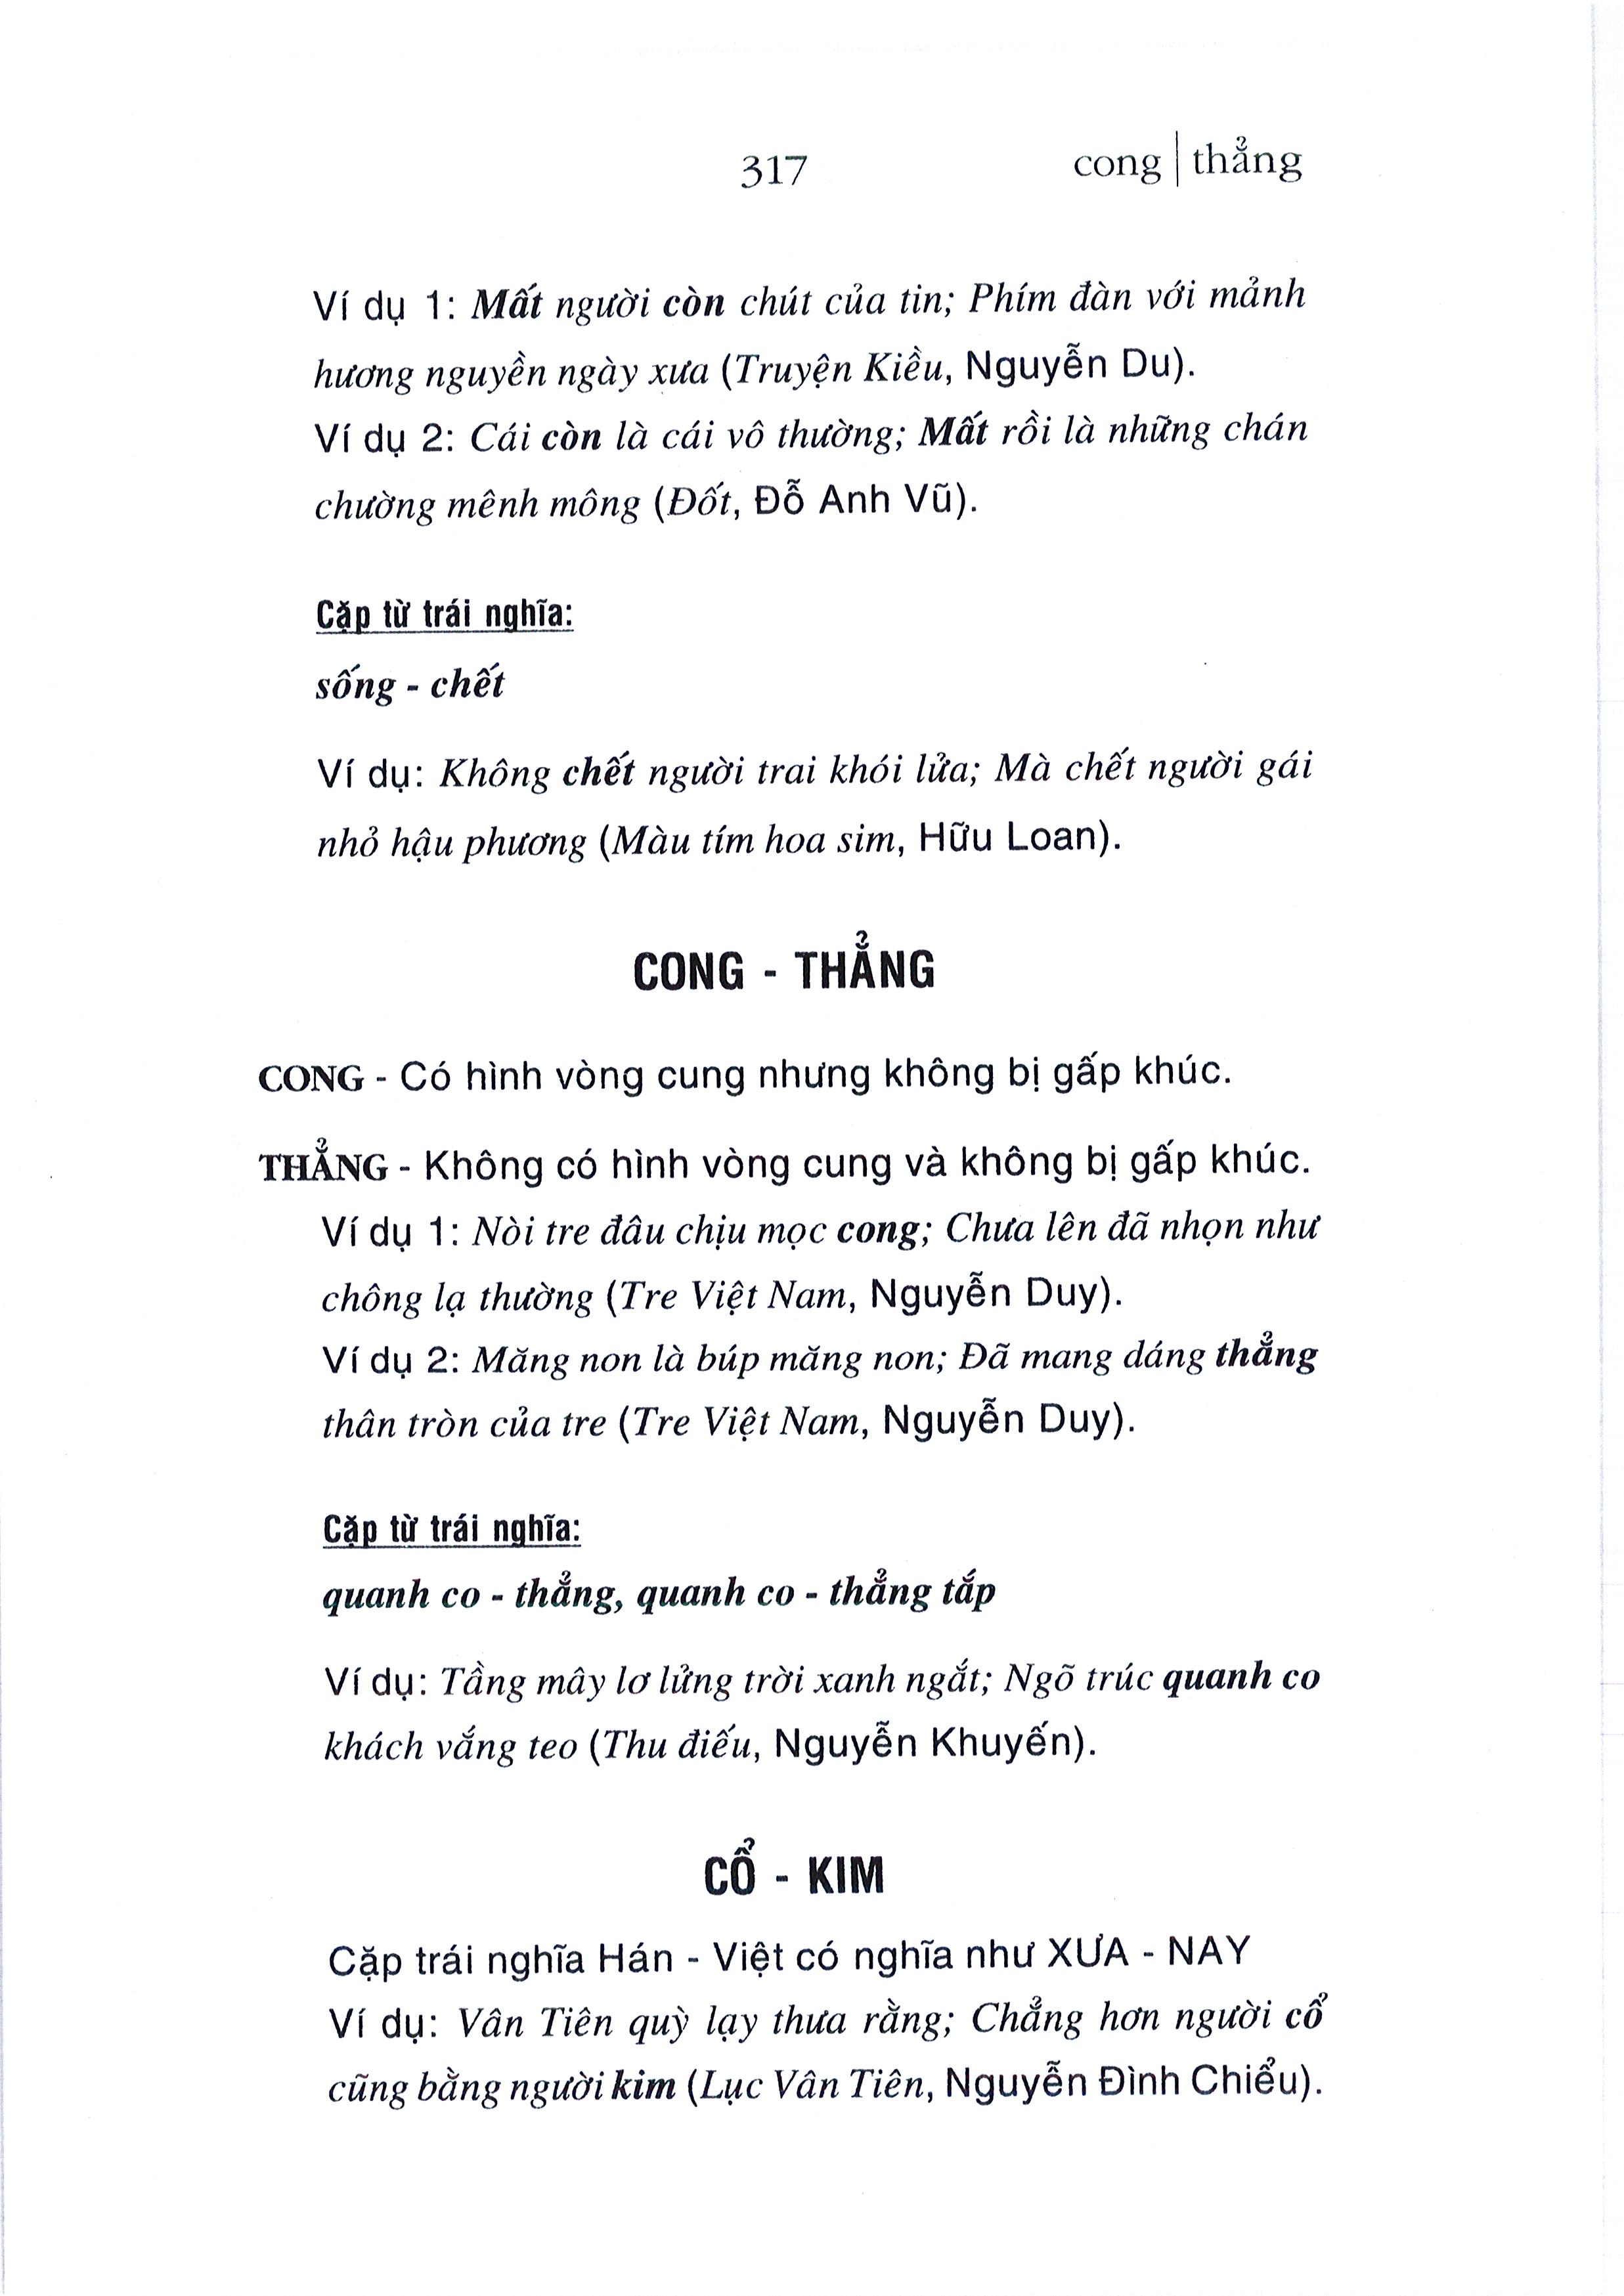 317
cong | thẳng
Ví dụ 1: Mất người còn chút của tin; Phím đàn với mảnh
hương nguyền ngày xưa (Truyện Kiều, Nguyễn Du).
Ví dụ 2: Cái còn là cái vô thường; Mất rồi là những chán
chường mênh mông (Đốt, Đỗ Anh Vũ).
Cặp từ trái nghĩa:
sống - chết
Ví dụ: Không chết người trai khói lửa; Mà chết người gái
nhỏ hậu phương (Màu tím hoa sim, Hữu Loan).
CONG - THẲNG
CONG - Có hình vòng cung nhưng không bị gấp khúc.
THẲNG - Không có hình vòng cung và không bị gấp khúc.
Ví dụ 1: Nòi tre đâu chịu mọc cong; Chưa lên đã nhọn như
chông lạ thường (Tre Việt Nam, Nguyễn Duy).
Ví dụ 2: Măng non là búp măng non; Đã mang dáng thẳng
thân tròn của tre (Tre Việt Nam, Nguyễn Duy).
Cặp từ trái nghĩa:
quanh co - thẳng, quanh co - thẳng tắp
Ví dụ: Tầng mây lơ lửng trời xanh ngắt; Ngõ trúc quanh co
khách vắng teo (Thu điếu, Nguyễn Khuyến).
CỔ - KIM
Cặp trái nghĩa Hán - Việt có nghĩa như XƯA - NAY
Ví dụ: Vân Tiên quỳ lạy thưa rằng; Chẳng hơn người cổ
cũng bằng người kim (Lục Vân Tiên, Nguyễn Đình Chiểu).